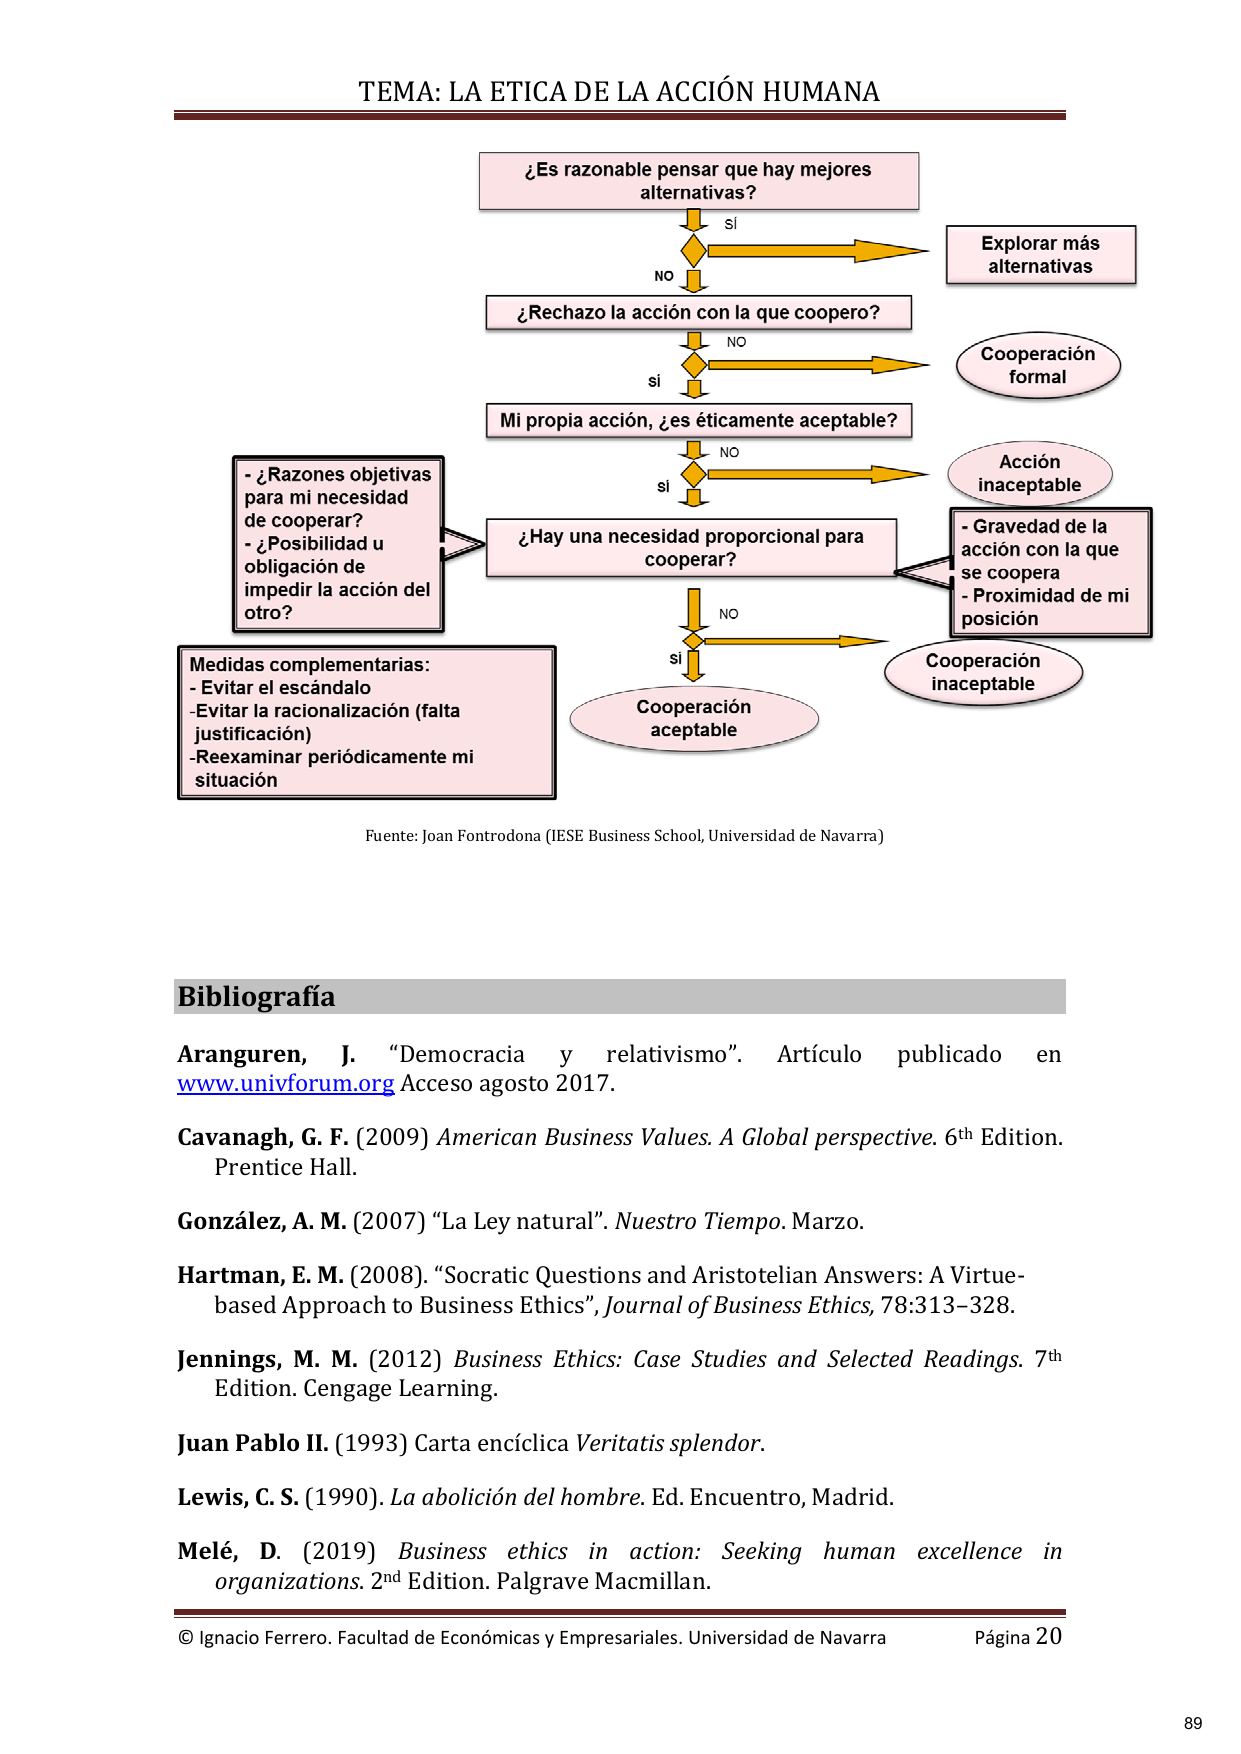 TEMA: LA ETICA DE LA ACCIÓN HUMANA
¿Es razonable pensar que hay mejores
alternativas?
SÍ
Explorar más
alternativas
NO
¿Rechazo la acción con la que coopero?
NO
Cooperación
formal
SÍ
Mi propia acción, ¿es éticamente aceptable?
NO
Acción
inaceptable
SÍ
- ¿Razones objetivas
para mi necesidad
de cooperar?
- ¿Posibilidad u
obligación de
impedir la acción del
otro?
¿Hay una necesidad proporcional para
cooperar?
- Gravedad de la
acción con la que
se coopera
- Proximidad de mi
posición
NO
Cooperación
inaceptable
SÍ
Cooperación
aceptable
Medidas complementarias:
- Evitar el escándalo
-Evitar la racionalización (falta
justificación)
-Reexaminar periódicamente mi
situación
Fuente: Joan Fontrodona (IESE Business School, Universidad de Navarra)
Bibliografía
Aranguren, J. “Democracia y relativismo”. Artículo publicado en
www.univforum.org Acceso agosto 2017.
Cavanagh, G. F. (2009) American Business Values. A Global perspective. 6th Edition.
Prentice Hall.
González, A. M. (2007) “La Ley natural”. Nuestro Tiempo. Marzo.
Hartman, E. M. (2008). “Socratic Questions and Aristotelian Answers: A Virtue-
based Approach to Business Ethics”, Journal of Business Ethics, 78:313–328.
Jennings, M. M. (2012) Business Ethics: Case Studies and Selected Readings. 7th
Edition. Cengage Learning.
Juan Pablo II. (1993) Carta encíclica Veritatis splendor.
Lewis, C. S. (1990). La abolición del hombre. Ed. Encuentro, Madrid.
Melé, D. (2019) Business ethics in action: Seeking human excellence in
organizations. 2nd Edition. Palgrave Macmillan.
© Ignacio Ferrero. Facultad de Económicas y Empresariales. Universidad de Navarra Página 20
89